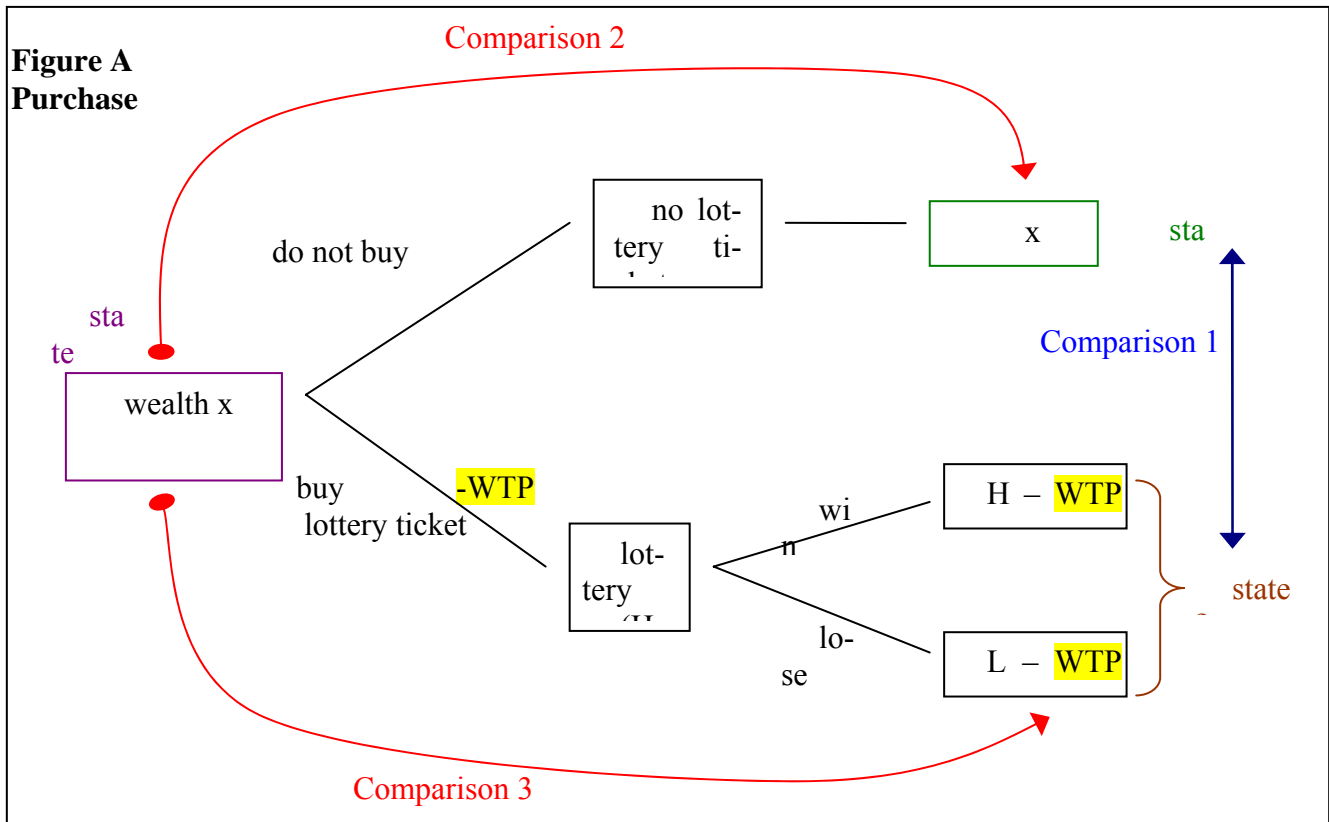 Comparison 2
Figure A
Purchase
no lot-
tery ti-
do not buy
x
sta
sta
te
Comparison 1
wealth x
buy
lottery ticket
-WTP
H – WTP
wi
n
lot-
tery
(H
state
lo-
se
L – WTP
Comparison 3